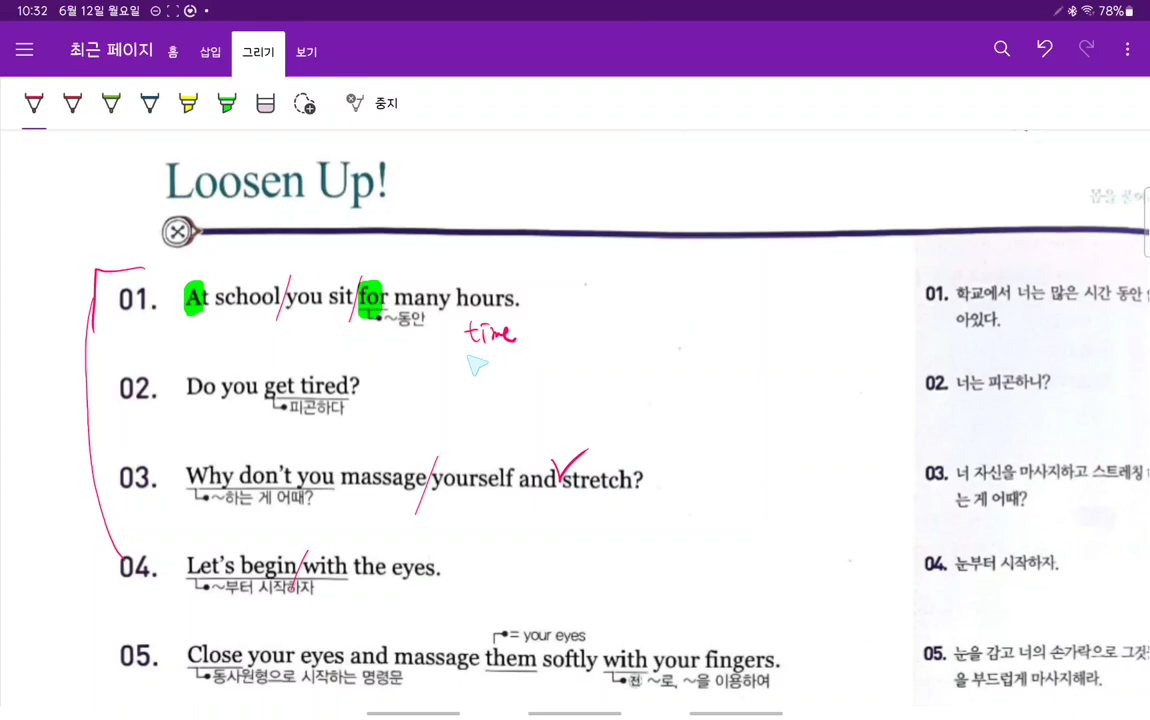 10:32 6월 12일 월요일 78%
최근 페이지 홈 삽입 그리기 보기
중지
Loosen Up!
01. At school you sit for many hours.
~동안
time
02. Do you get tired?
피곤하다
03. Why don't you massage yourself and stretch?
~하는 게 어때?
04. Let's begin with the eyes.
~부터 시작하자
= your eyes
05. Close your eyes and massage them softly with your fingers.
동사원형으로 시작하는 명령문
전 ~로, ~을 이용하여
01. 학교에서 너는 많은 시간 동안
아있다.
02. 너는 피곤하니?
03. 너 자신을 마사지하고 스트레칭
는 게 어때?
04. 눈부터 시작하자.
05. 눈을 감고 너의 손가락으로 그것
을 부드럽게 마사지해라.